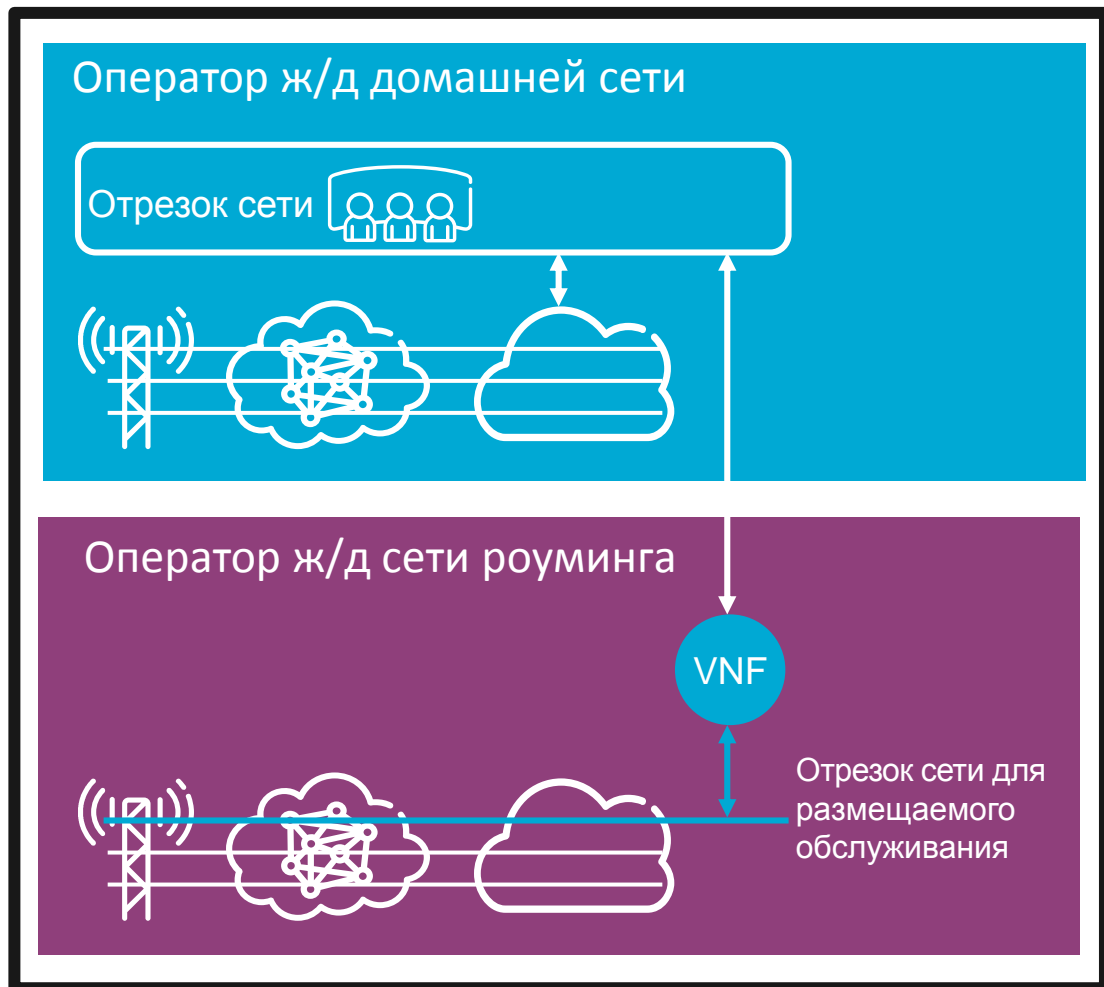 Оператор ж/д домашней сети
Отрезок сети
Оператор ж/д сети роуминга
VNF
Отрезок сети для
размещаемого
обслуживания